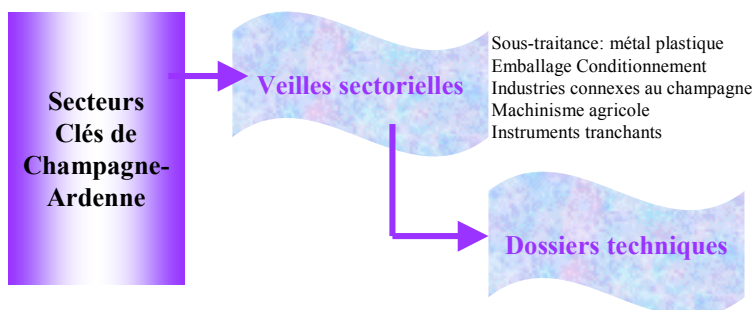 Secteurs
Clés de
Champagne-
Ardenne
Veilles sectorielles
Sous-traitance: métal plastique
Emballage Conditionnement
Industries connexes au champagne
Machinisme agricole
Instruments tranchants
Dossiers techniques